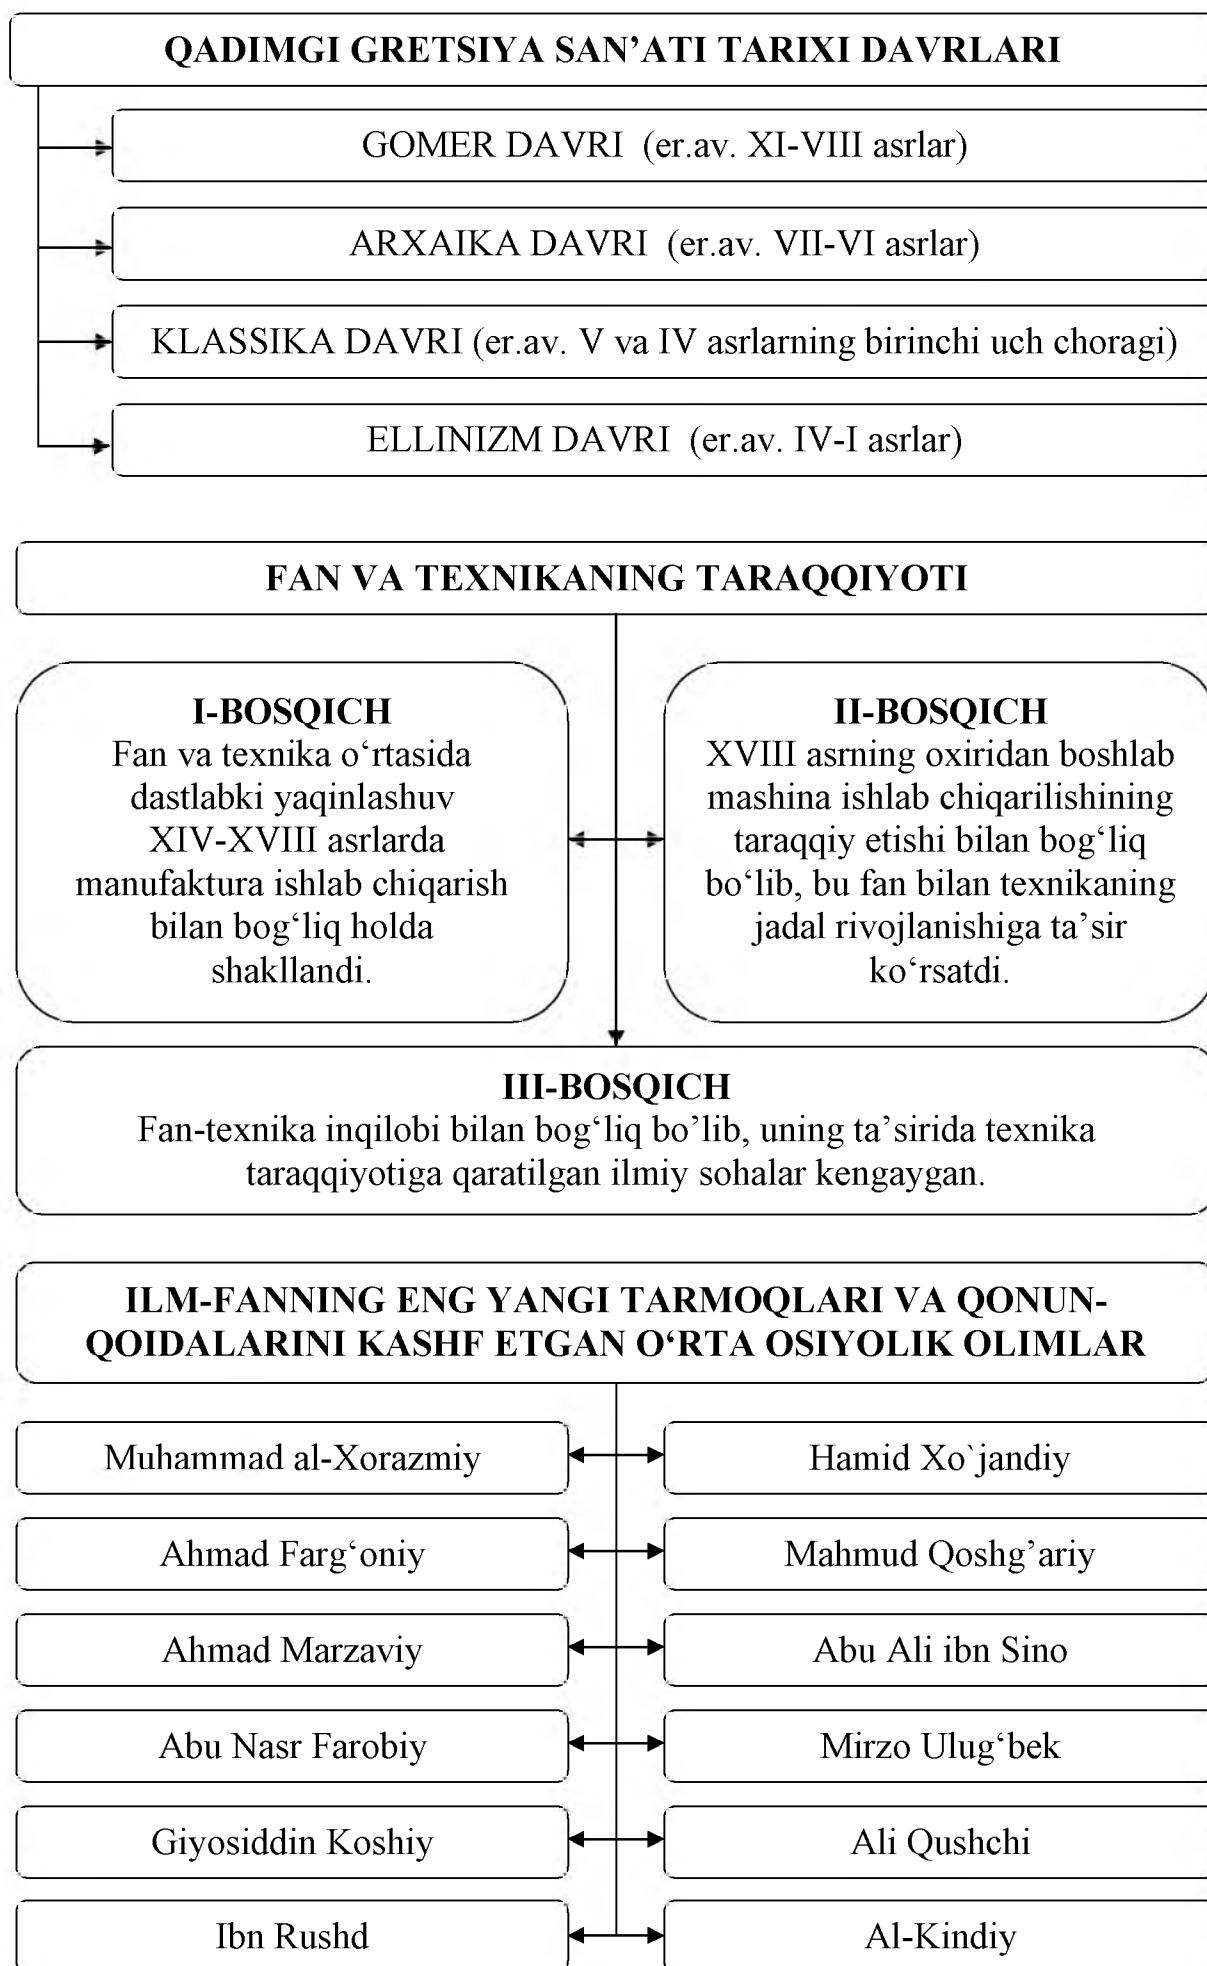 QADIMGI GRETSIYA SAN’ATI TARIXI DAVRLARI
GOMER DAVRI (er.av. XI-VIII asrlar)
ARXAIKA DAVRI (er.av. VII-VI asrlar)
KLASSIKA DAVRI (er.av. V va IV asrlarning birinchi uch choragi)
ELLINIZM DAVRI (er.av. IV-I asrlar)
FAN VA TEXNIKANING TARAQQIYOTI
I-BOSQICH
Fan va texnika o‘rtasida
dastlabki yaqinlashuv
XIV-XVIII asrlarda
manufaktura ishlab chiqarish
bilan bog‘liq holda
shakllandi.
II-BOSQICH
XVIII asrning oxiridan boshlab
mashina ishlab chiqarilishining
taraqqiy etishi bilan bog‘liq
bo‘lib, bu fan bilan texnikaning
jadal rivojlanishiga ta’sir
ko‘rsatdi.
III-BOSQICH
Fan-texnika inqilobi bilan bog‘liq bo’lib, uning ta’sirida texnika
taraqqiyotiga qaratilgan ilmiy sohalar kengaygan.
ILM-FANNING ENG YANGI TARMOQLARI VA QONUN-
QOIDALARINI KASHF ETGAN O‘RTA OSIYOLIK OLIMLAR
Muhammad al-Xorazmiy
Hamid Xo`jandiy
Ahmad Farg‘oniy
Mahmud Qoshg’ariy
Ahmad Marzaviy
Abu Ali ibn Sino
Abu Nasr Farobiy
Mirzo Ulug‘bek
Giyosiddin Koshiy
Ali Qushchi
Ibn Rushd
Al-Kindiy